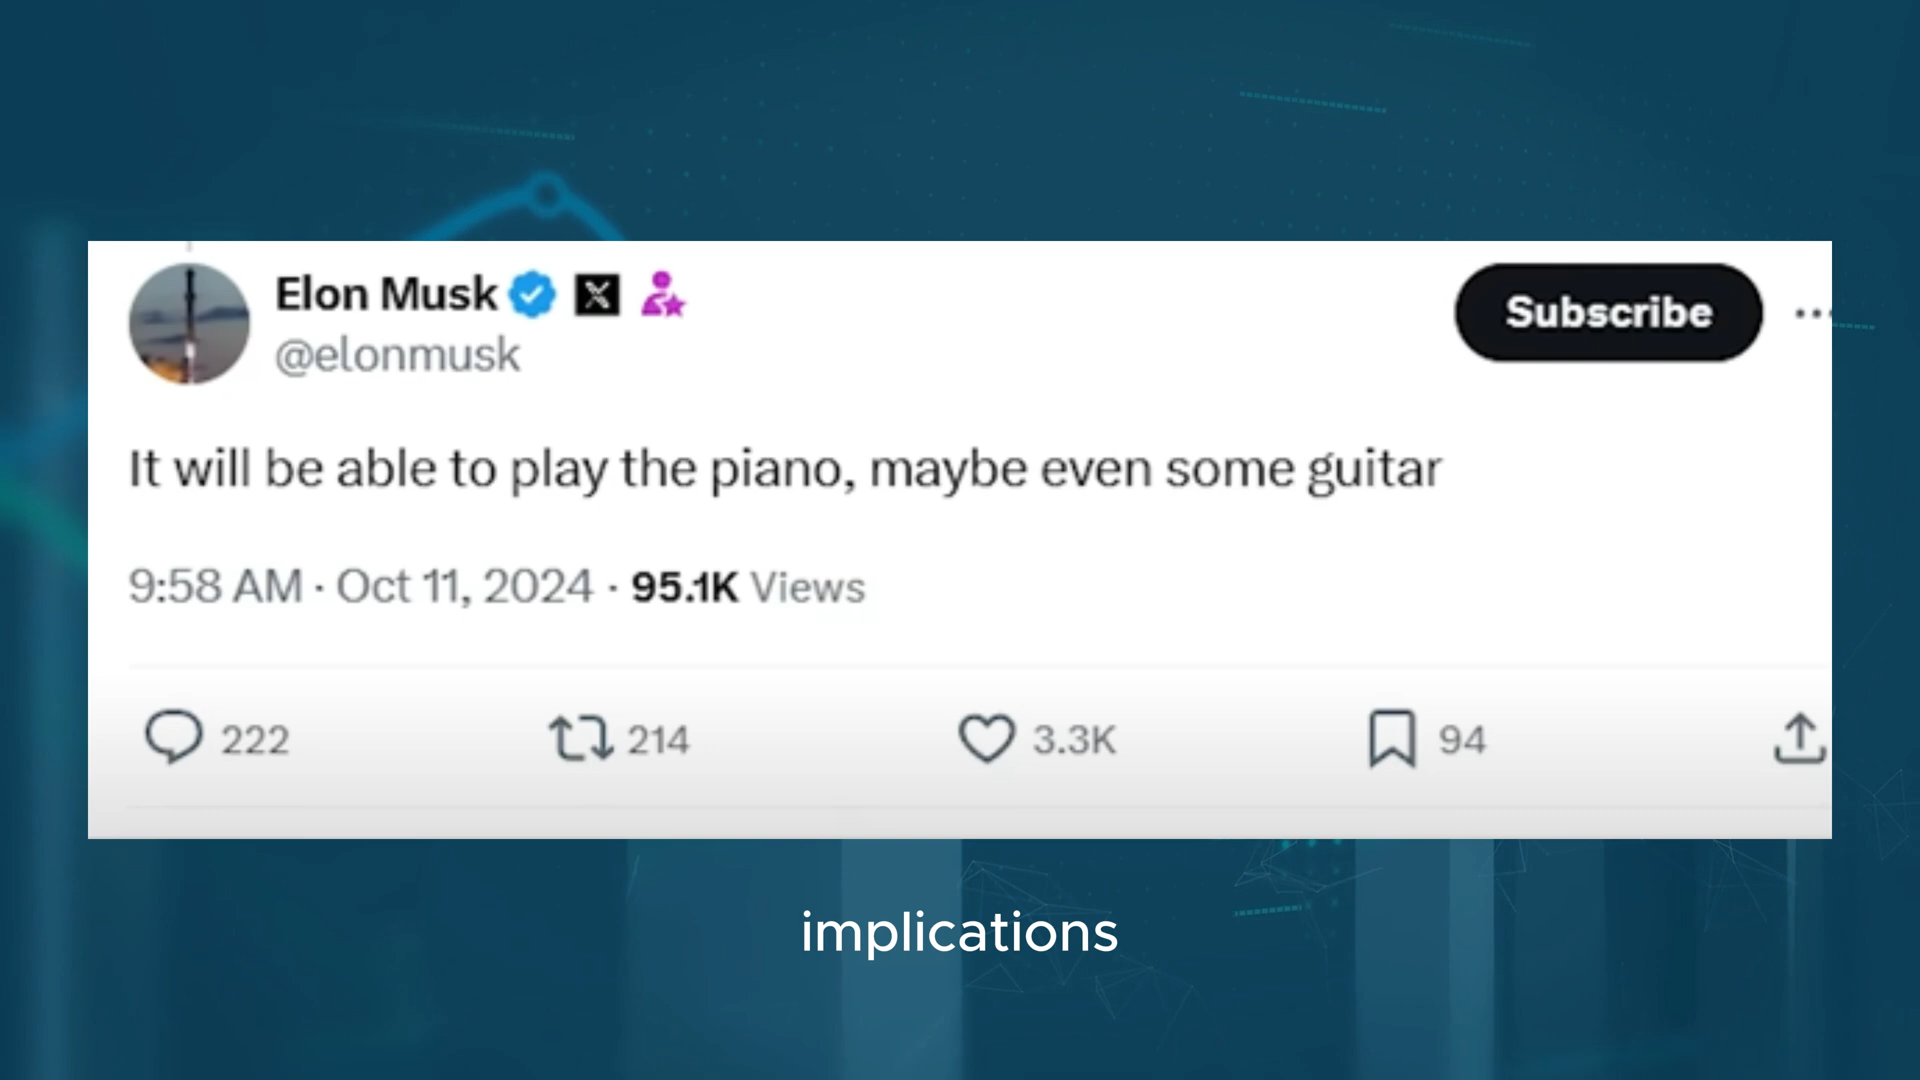 Elon Musk
Subscribe
@elonmusk
It will be able to play the piano, maybe even some guitar
9:58 AM · Oct 11, 2024 · 95.1K Views
222 214 3.3K 94
implications